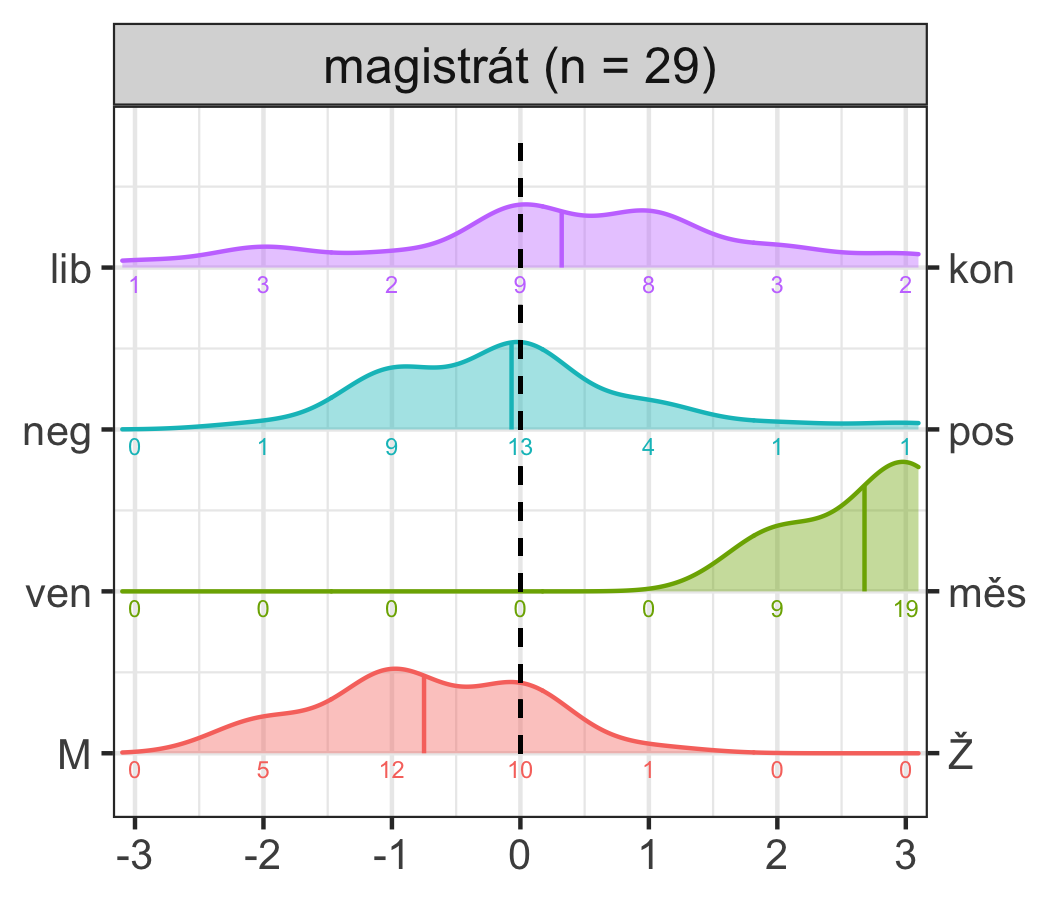 magistrát (n = 29)
lib kon
1 3 2 9 8 3 2
neg pos
0 1 9 13 4 1 1
ven měs
0 0 0 0 0 9 19
M Ž
0 5 12 10 1 0 0
-3 -2 -1 0 1 2 3